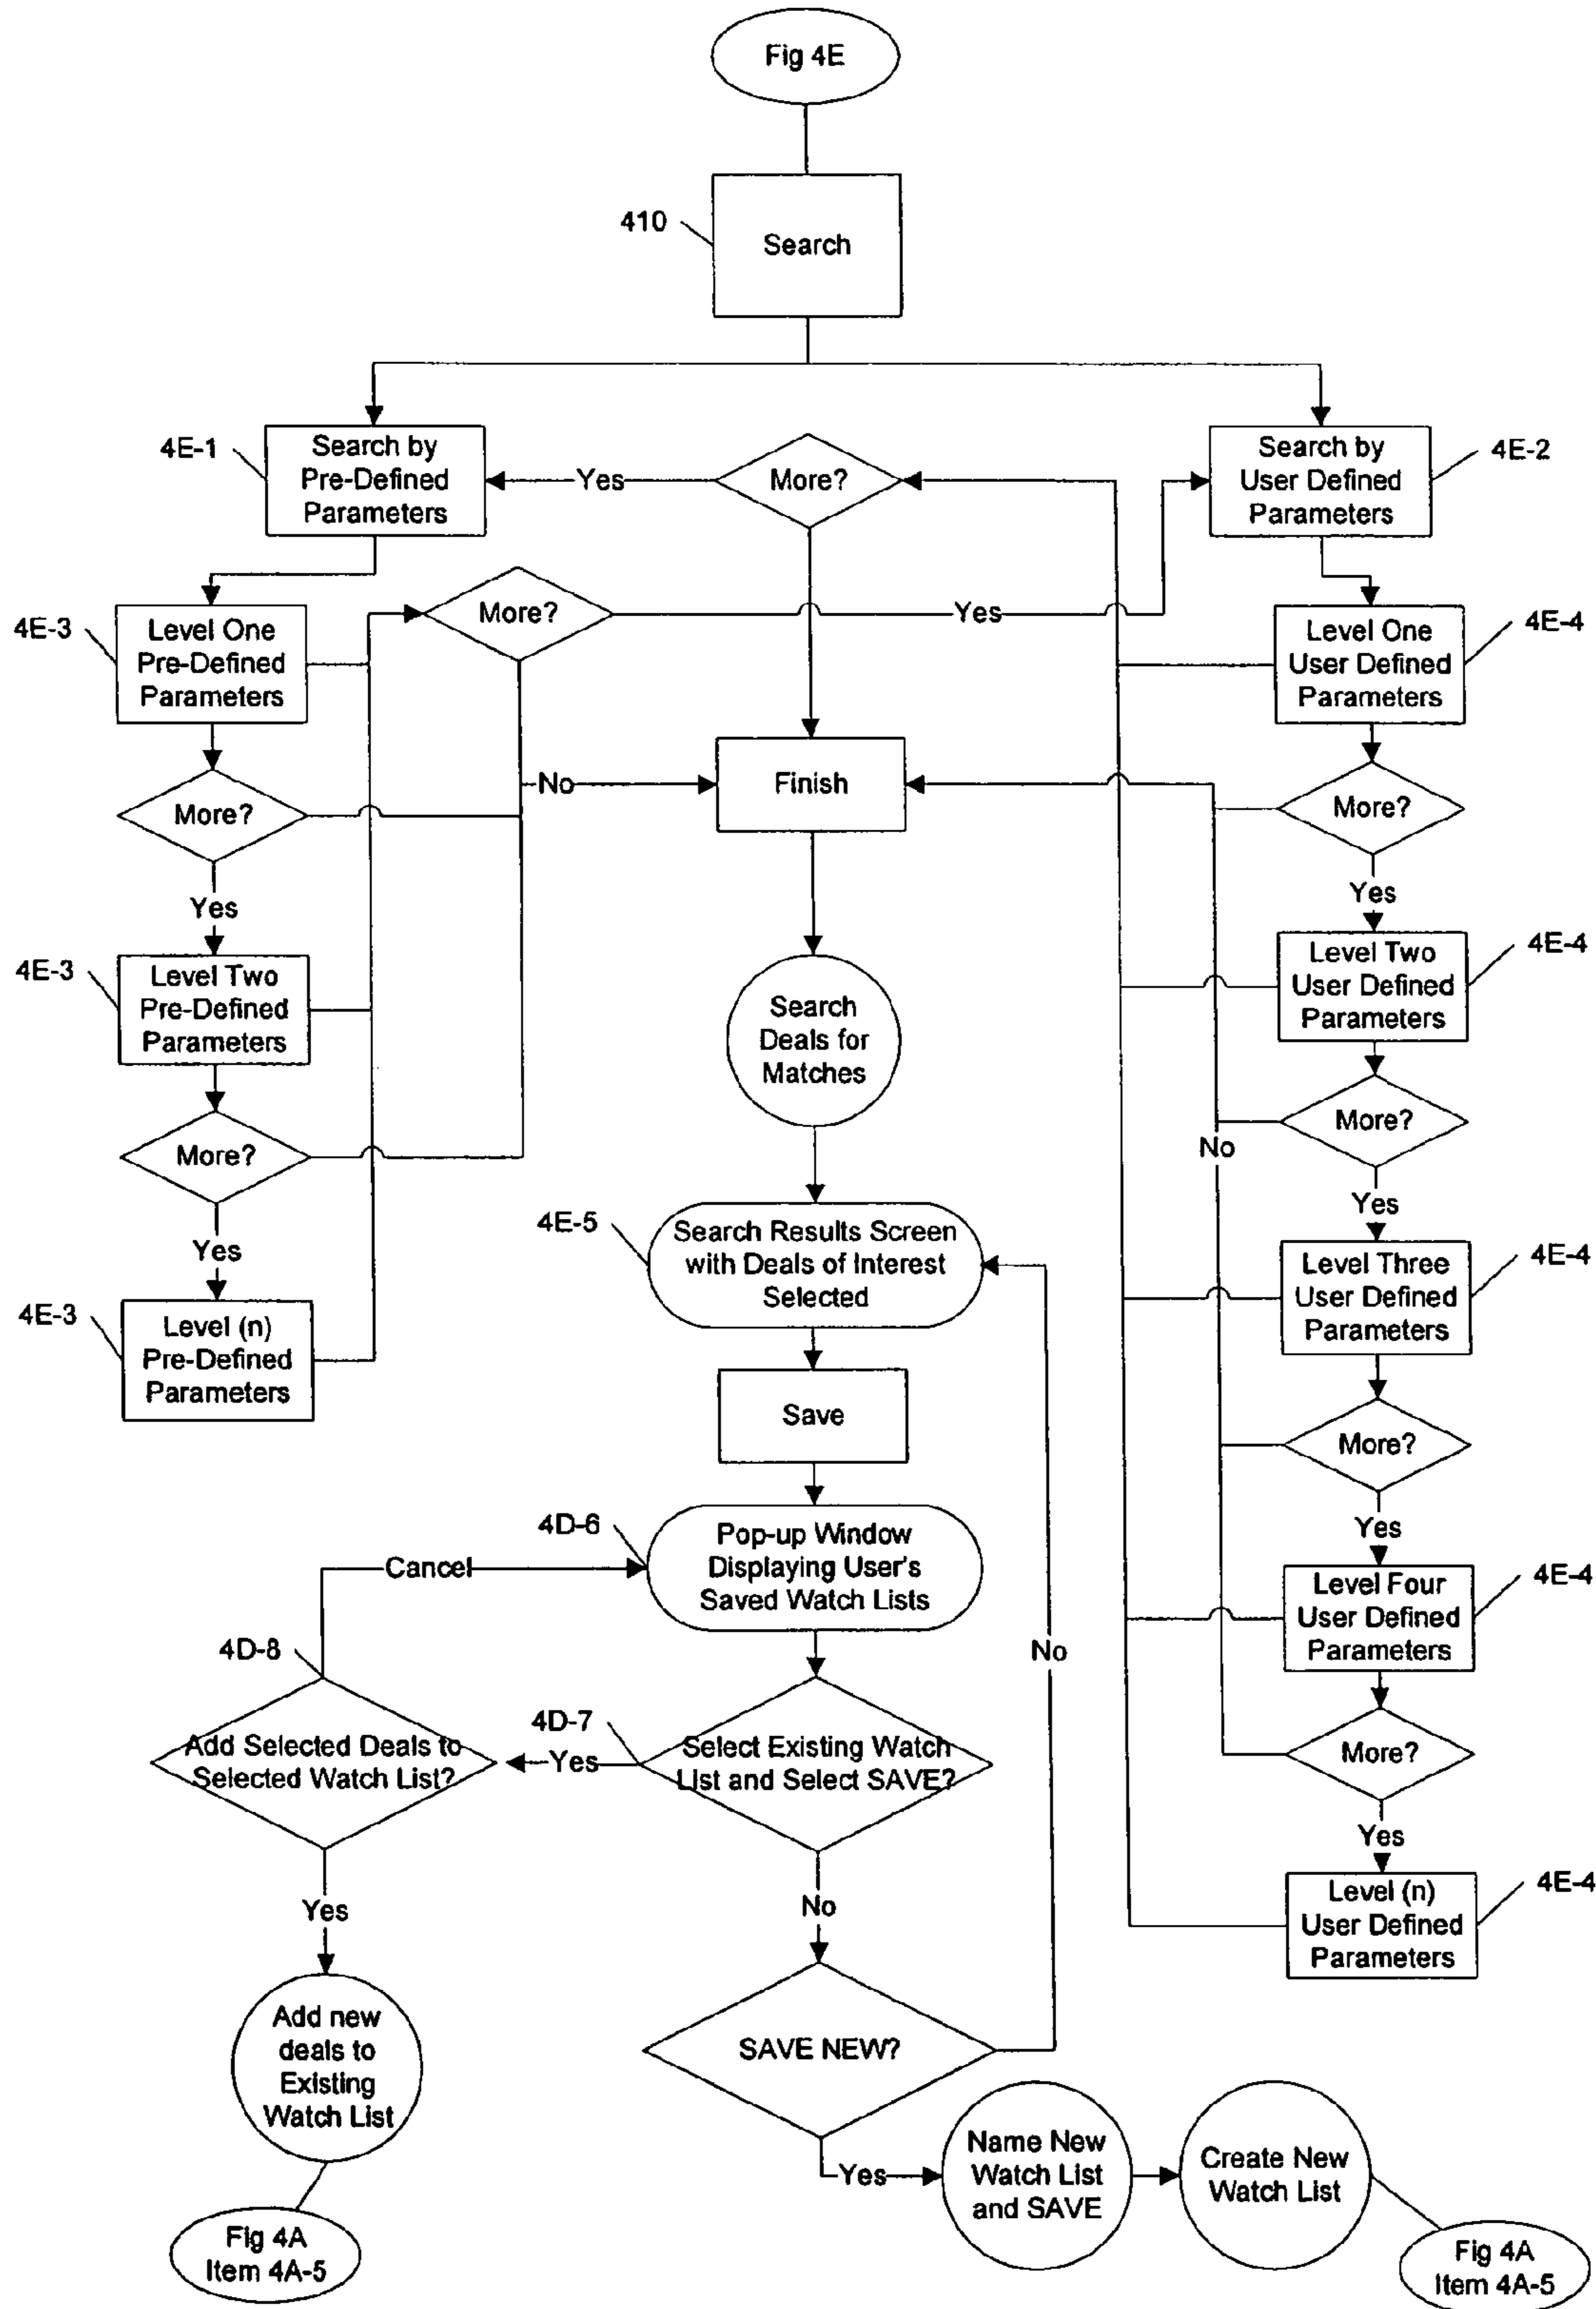 Fig 4E
410
Search
4E-1
Search by
Pre-Defined
Parameters
Yes
More?
Search by
User Defined
Parameters
4E-2
4E-3
Level One
Pre-Defined
Parameters
More?
Yes
Level One
User Defined
Parameters
4E-4
More?
No
Finish
More?
Yes
Yes
4E-3
Level Two
Pre-Defined
Parameters
Search
Deals for
Matches
Level Two
User Defined
Parameters
4E-4
More?
No
More?
Yes
Yes
4E-5
Search Results Screen
with Deals of Interest
Selected
Level Three
User Defined
Parameters
4E-4
4E-3
Level (n)
Pre-Defined
Parameters
Save
More?
Yes
4D-6
Pop-up Window
Displaying User's
Saved Watch Lists
Cancel
Level Four
User Defined
Parameters
4E-4
No
4D-8
Add Selected Deals to
Selected Watch List?
4D-7
Yes
Select Existing Watch
List and Select SAVE?
More?
Yes
Yes
No
Level (n)
User Defined
Parameters
4E-4
Add new
deals to
Existing
Watch List
SAVE NEW?
Yes
Name New
Watch List
and SAVE
Create New
Watch List
Fig 4A
Item 4A-5
Fig 4A
Item 4A-5